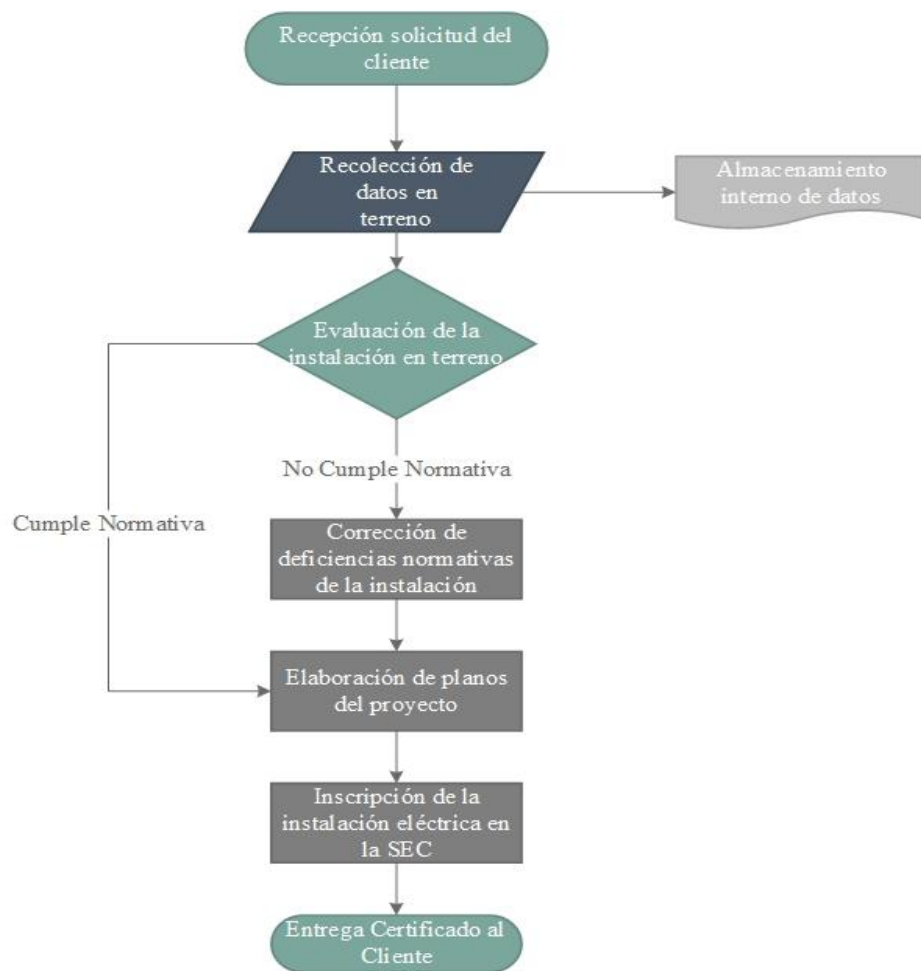 Recepción solicitud del
cliente
Recolección de
datos en
terreno
Almacenamiento
interno de datos
Evaluación de la
instalación en terreno
No Cumple Normativa
Cumple Normativa
Corrección de
deficiencias normativas
de la instalación
Elaboración de planos
del proyecto
Inscripción de la
instalación eléctrica en
la SEC
Entrega Certificado al
Cliente